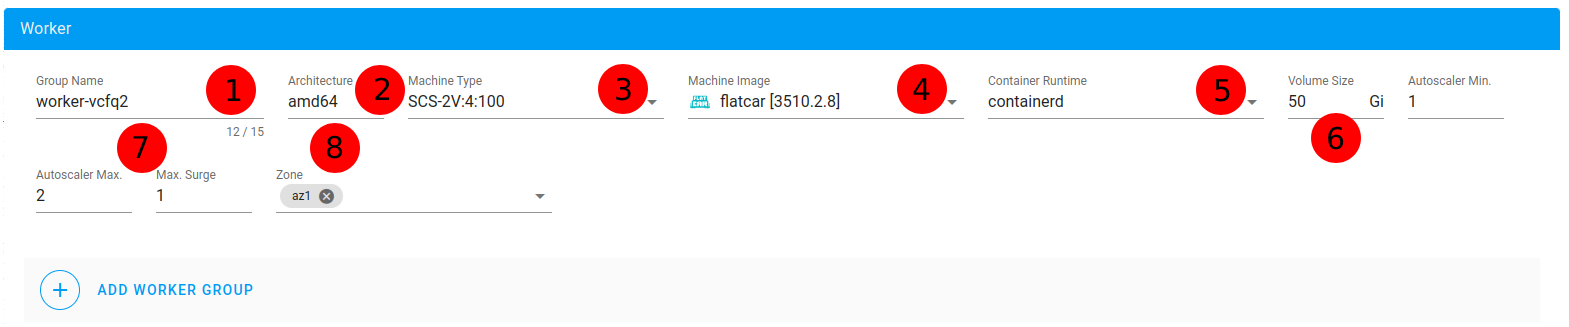 Worker
Group Name 1 Architecture 2 Machine Type 3 Machine Image 4 Container Runtime 5 Volume Size Autoscaler Min.
worker-vcfq2 amd64 SCS-2V:4:100 FLAT CAR flatcar [3510.2.8] containerd 50 Gi 1
12 / 15 7 8 6
Autoscaler Max. Max. Surge Zone
2 1 az1
+ ADD WORKER GROUP